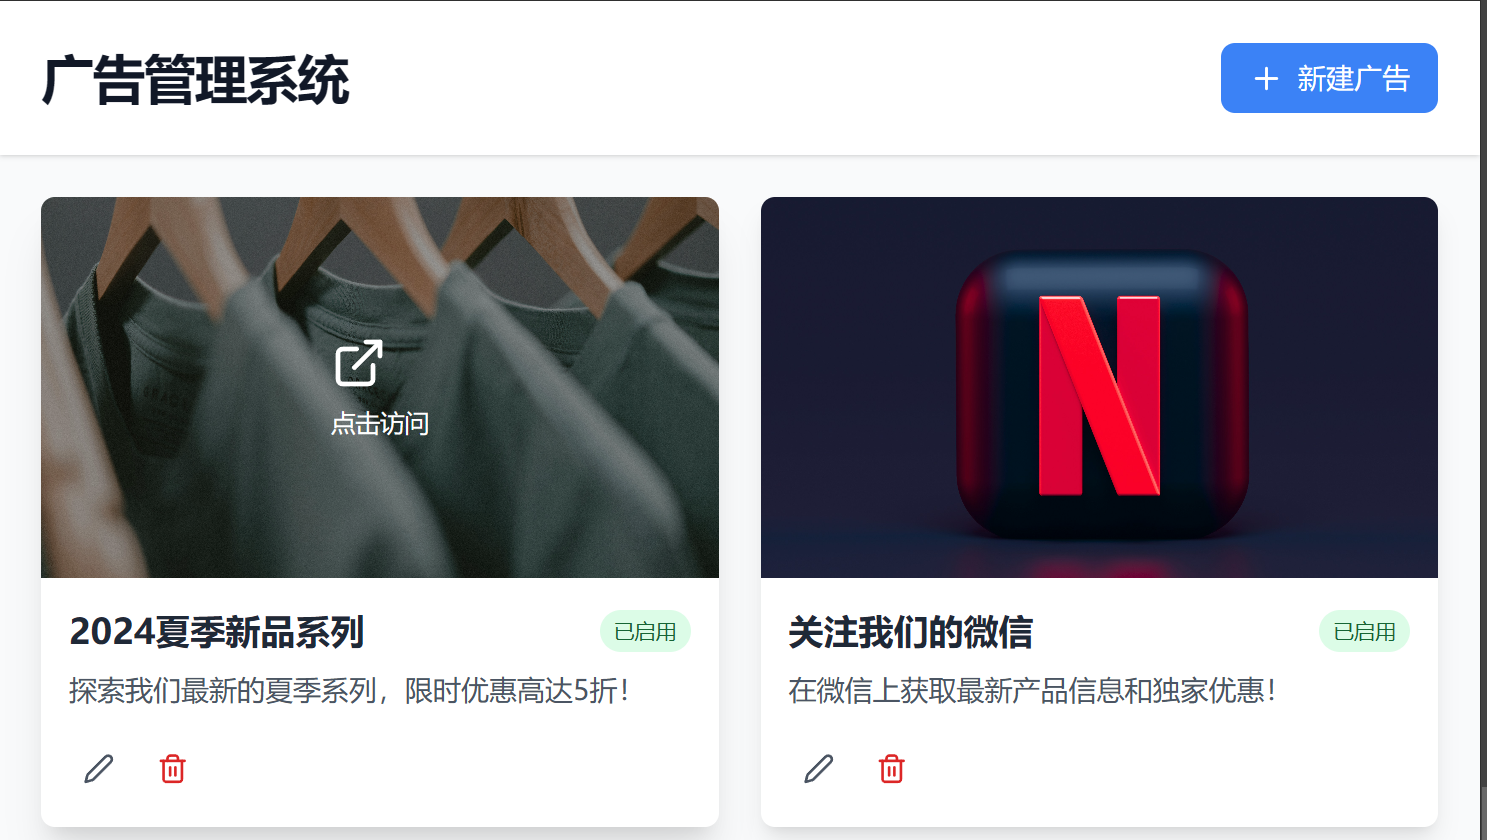 广告管理系统
新建广告
点击访问
N
2024夏季新品系列
已启用
探索我们最新的夏季系列，限时优惠高达5折！
关注我们的微信
已启用
在微信上获取最新产品信息和独家优惠！